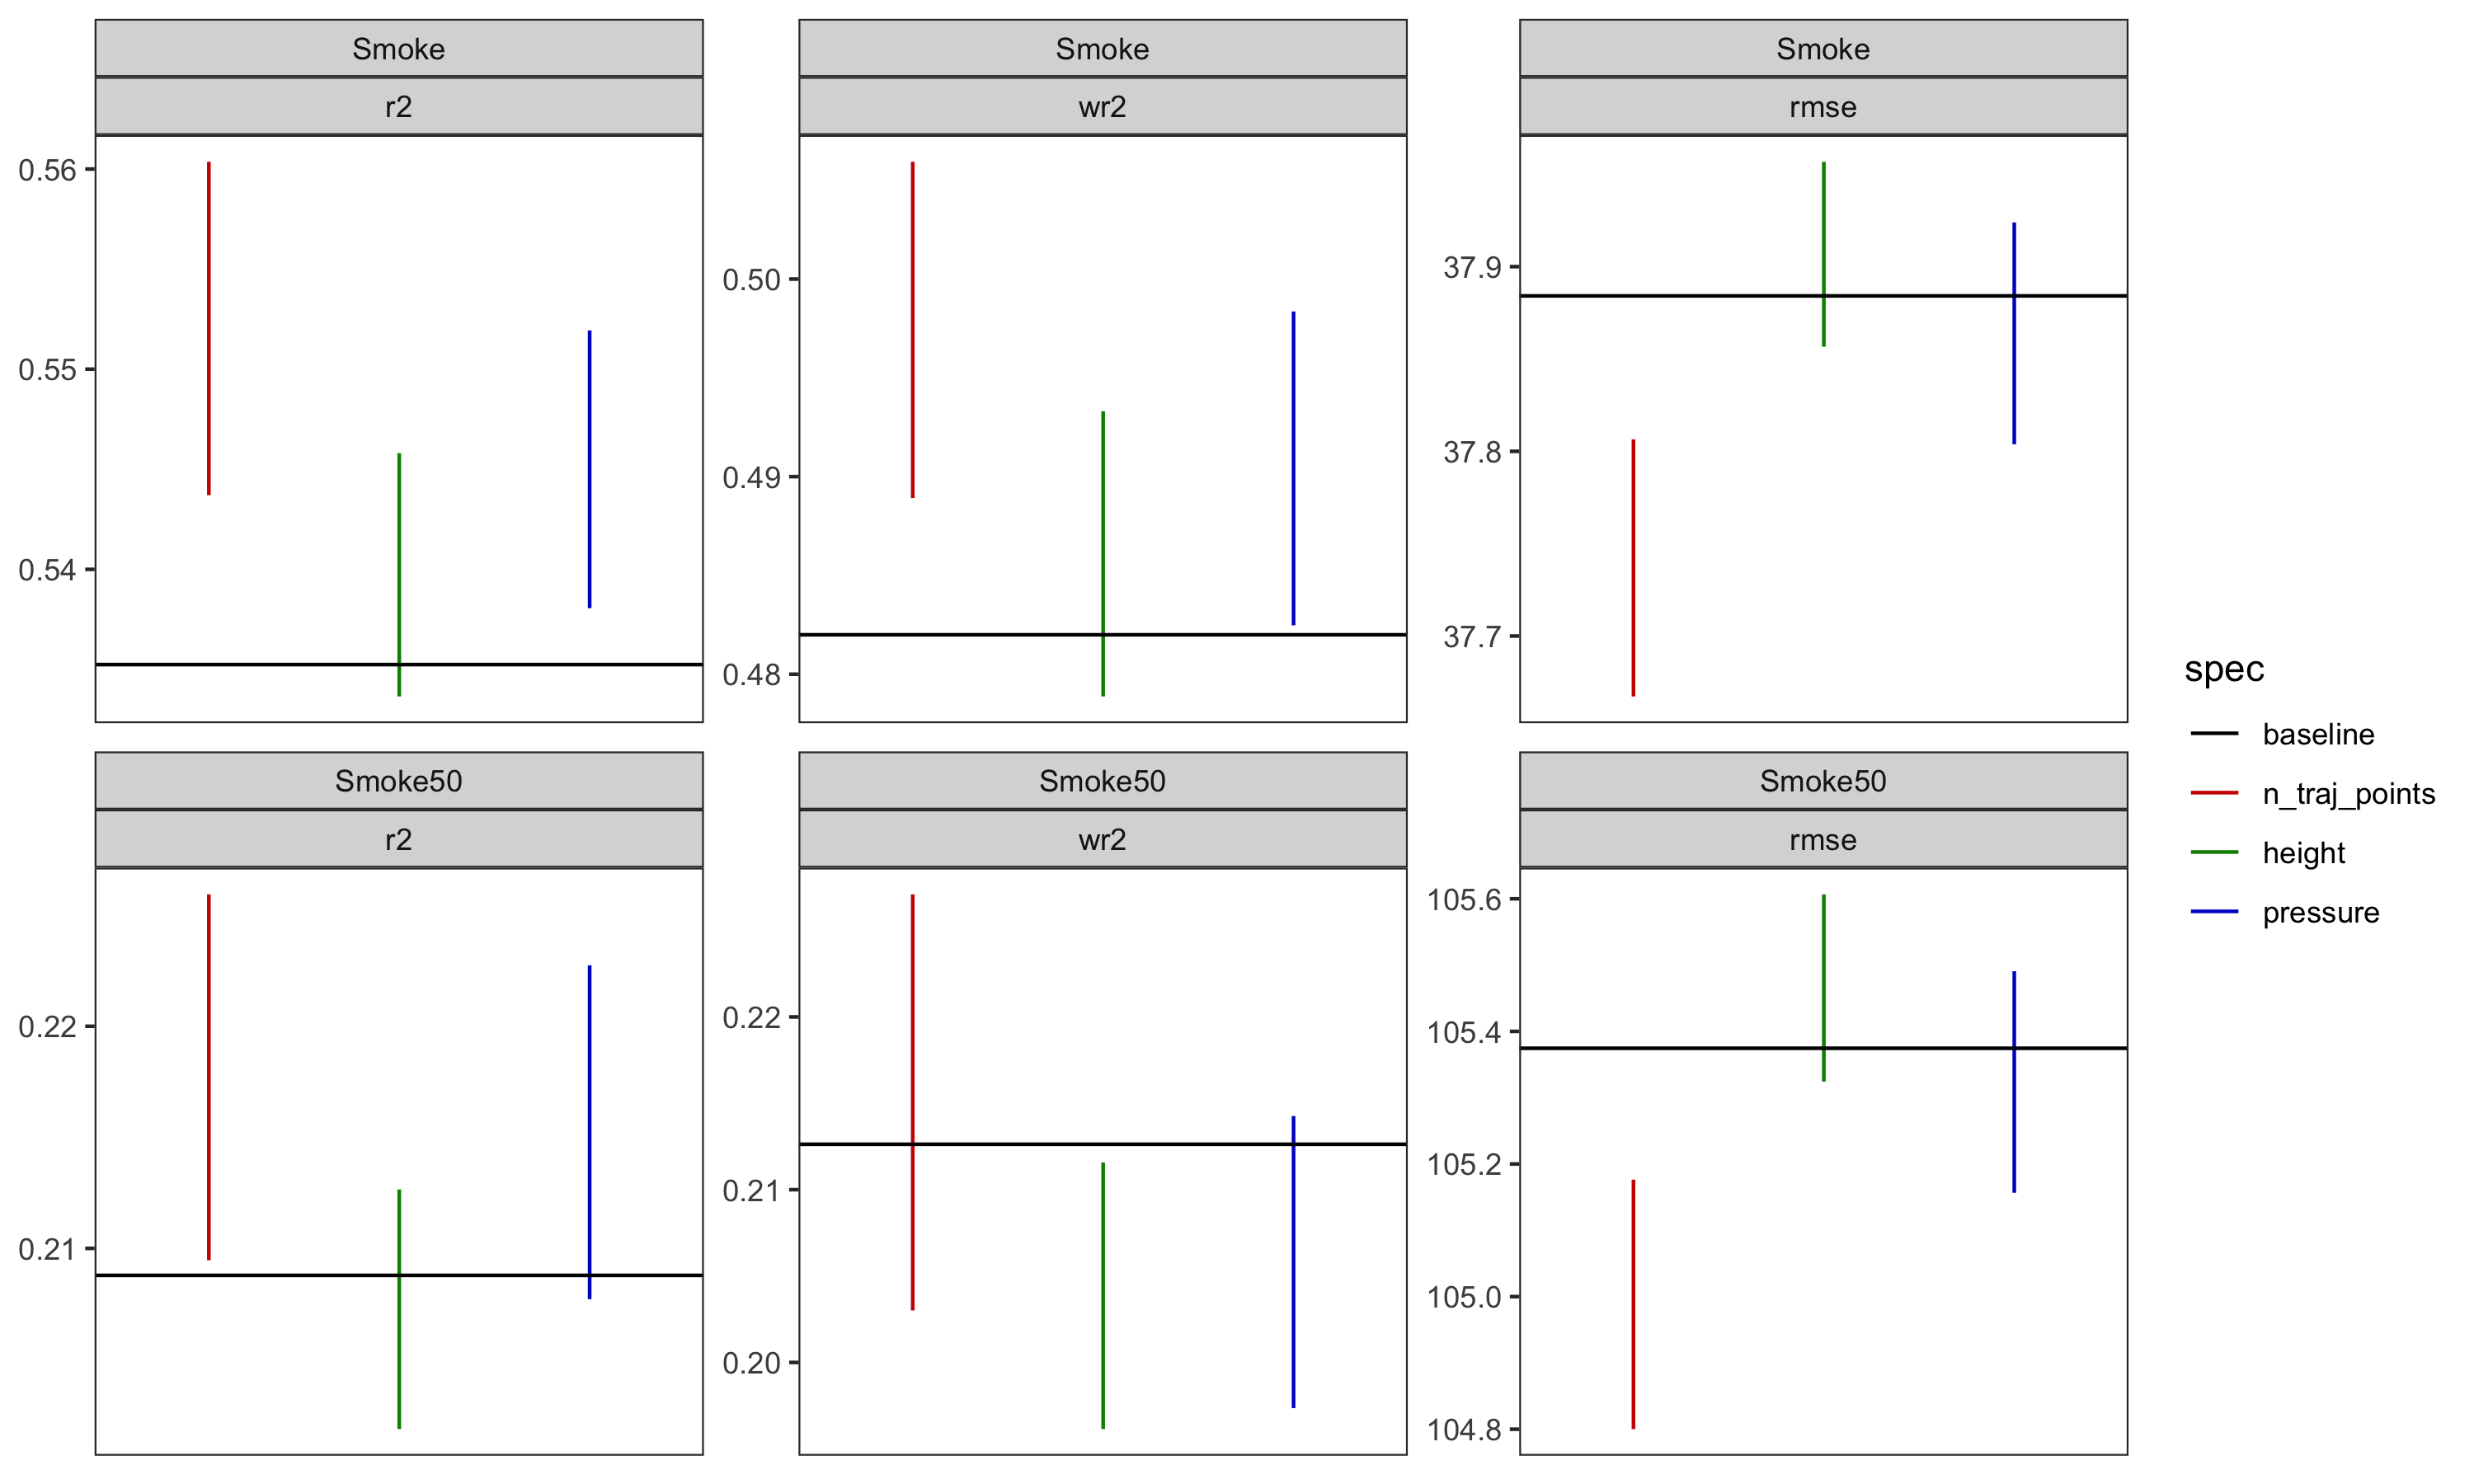 Smoke
r2
0.56
0.55
0.54
Smoke
wr2
0.50
0.49
0.48
Smoke
rmse
37.9
37.8
37.7
Smoke50
r2
0.22
0.21
Smoke50
wr2
0.22
0.21
0.20
Smoke50
rmse
105.6
105.4
105.2
105.0
104.8
spec
baseline
n_traj_points
height
pressure